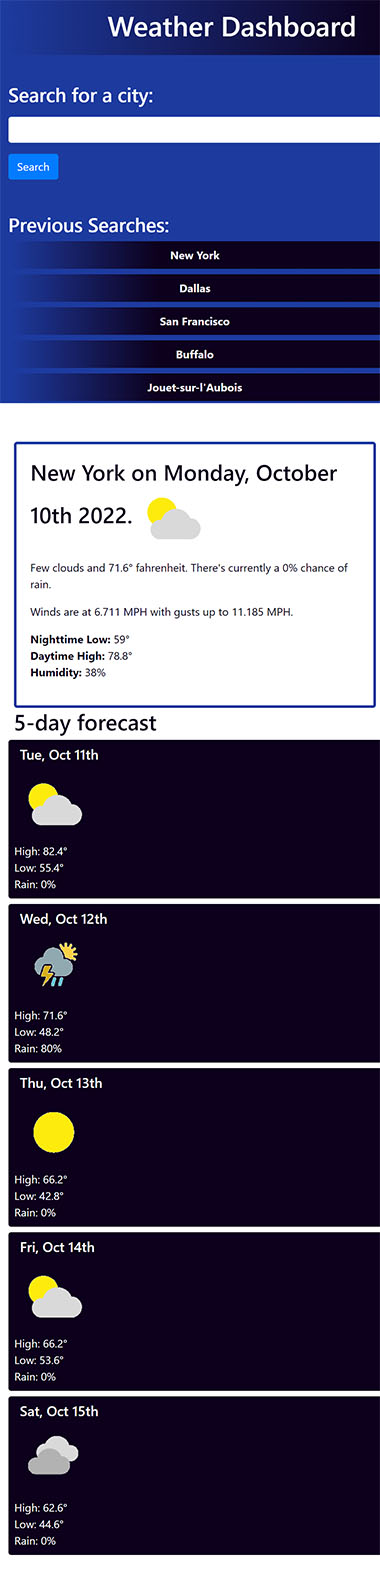 Weather Dashboard
Search for a city:
Search
Previous Searches:
New York
Dallas
San Francisco
Buffalo
Jouet-sur-l'Aubois
New York on Monday, October
10th 2022.
Few clouds and 71.6° fahrenheit. There's currently a 0% chance of
rain.
Winds are at 6.711 MPH with gusts up to 11.185 MPH.
Nighttime Low: 59°
Daytime High: 78.8°
Humidity: 38%
5-day forecast
Tue, Oct 11th
High: 82.4°
Low: 55.4°
Rain: 0%
Wed, Oct 12th
High: 71.6°
Low: 48.2°
Rain: 80%
Thu, Oct 13th
High: 66.2°
Low: 42.8°
Rain: 0%
Fri, Oct 14th
High: 66.2°
Low: 53.6°
Rain: 0%
Sat, Oct 15th
High: 62.6°
Low: 44.6°
Rain: 0%